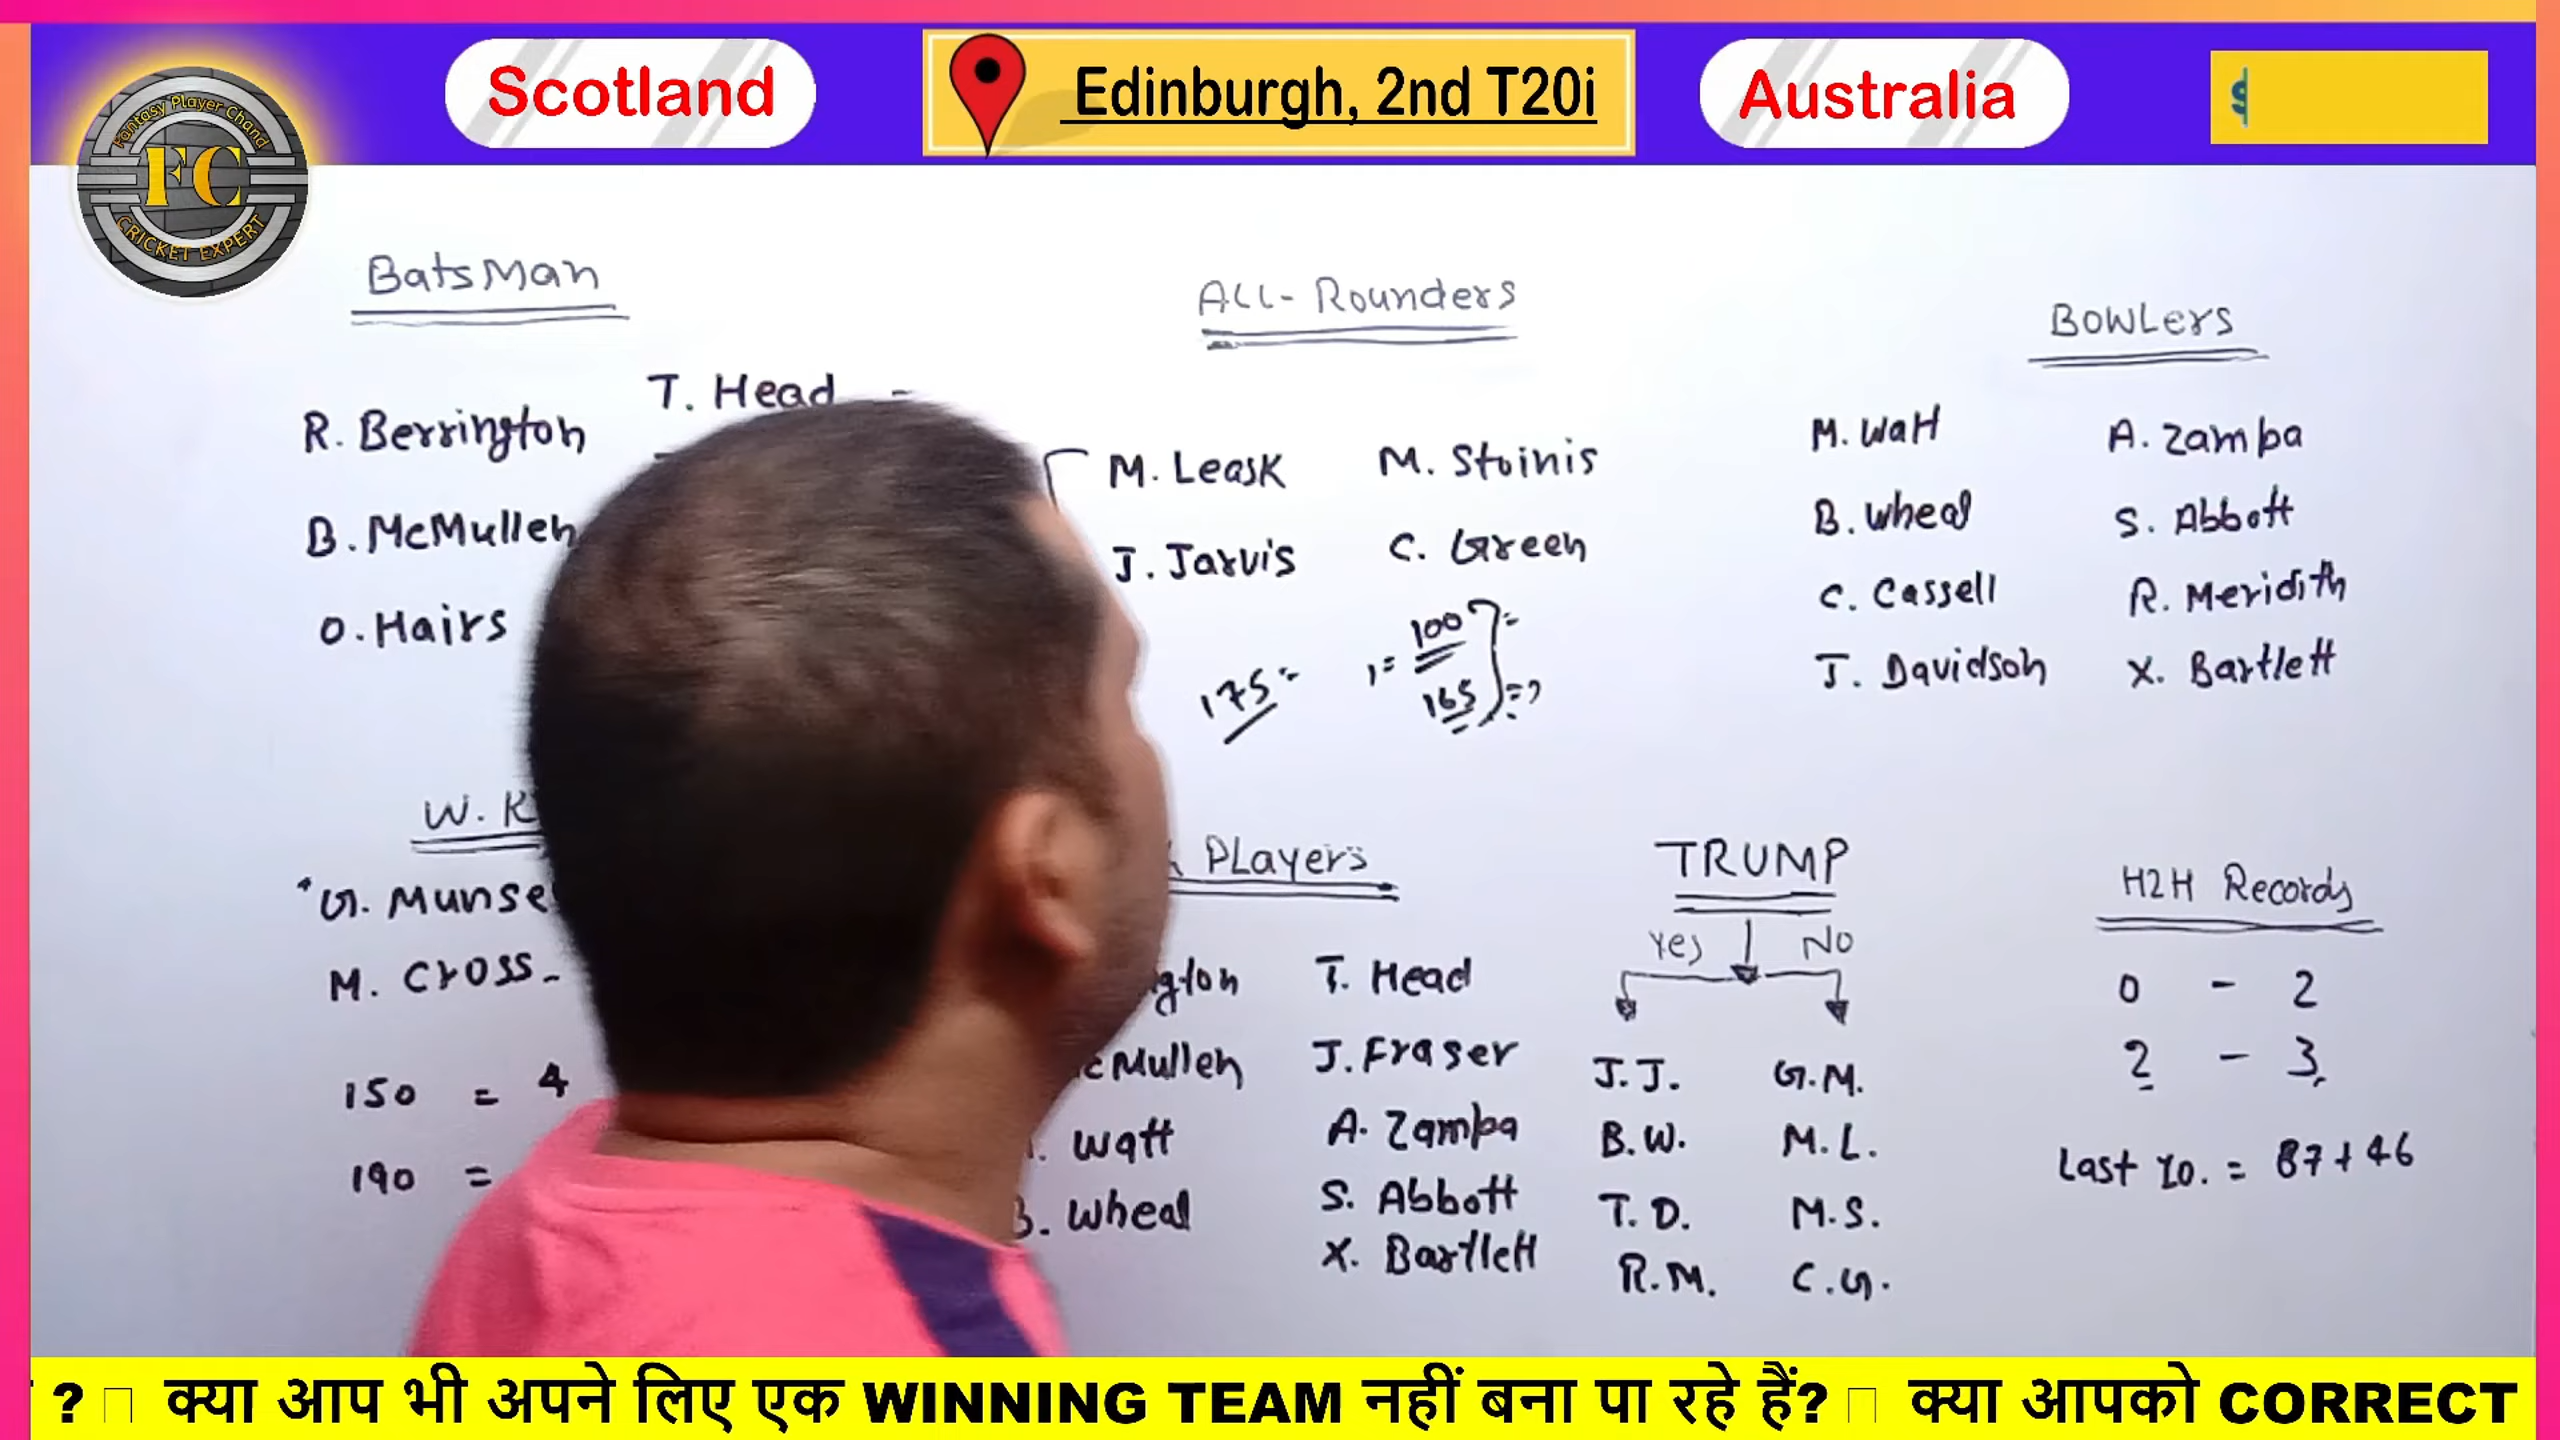 Scotland
Edinburgh, 2nd T20i
Australia
$
Fantasy Player Chand
FC
CRICKET EXPERT
BatsMan
R. Berrington
T. Head
B. McMullen
O. Hairs
ALL-Rounders
M. Leask
M. Stoinis
J. Jarvis
C. Green
175
1= 100 =
165 = ?
BOWLers
M. Watt
A. Zampa
B. Wheal
S. Abbott
C. Cassell
R. Meridith
J. Davidson
X. Bartlett
W. K
G. Munse
M. Cross -
150 = 4
190 =
PLayers
gton
T. Head
cMullen
J. Fraser
Watt
A. Zampa
B. Wheal
S. Abbott
X. Bartlett
TRUMP
Yes
No
J.J.
G.M.
B.W.
M.L.
T.D.
M.S.
R.M.
C.G.
H2H Records
0 - 2
2 - 3
Last 10. = 87+46
? क्या आप भी अपने लिए एक WINNING TEAM नहीं बना पा रहे हैं? क्या आपको CORRECT